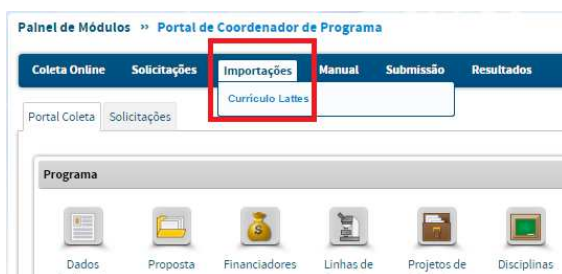 Painel de Módulos » Portal de Coordenador de Programa
Coleta Online Solicitações Importações Manual Submissão Resultados
Currículo Lattes
Portal Coleta Solicitações
Programa
Dados Proposta Financiadores Linhas de Projetos de Disciplinas